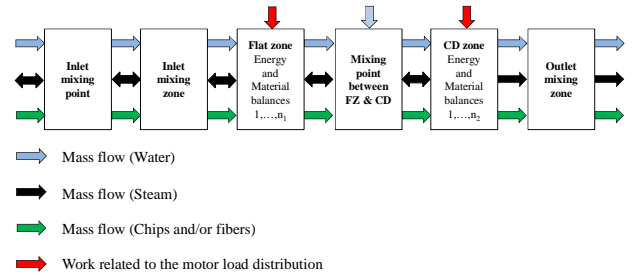 Inlet
mixing
point
Inlet
mixing
zone
Flat zone
Energy
and
Material
balances
1,…,n1
Mixing
point
between
FZ & CD
CD zone
Energy
and
Material
balances
1,…,n2
Outlet
mixing
zone
Mass flow (Water)
Mass flow (Steam)
Mass flow (Chips and/or fibers)
Work related to the motor load distribution